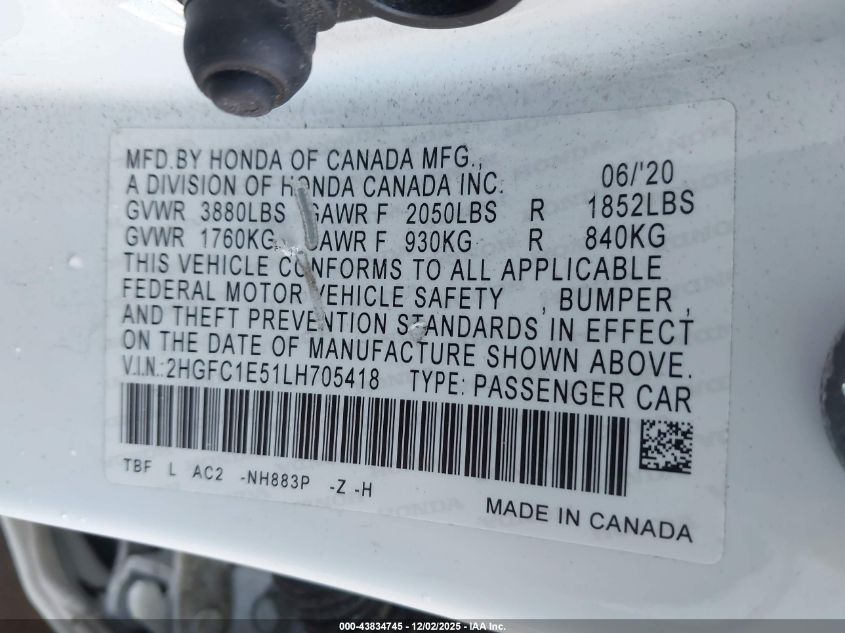 MFD.BY HONDA OF CANADA MFG.,
A DIVISION OF HONDA CANADA INC. 06/'20
GVWR 3880LBS GAWR F 2050LBS R 1852LBS
GVWR 1760KG GAWR F 930KG R 840KG
THIS VEHICLE CONFORMS TO ALL APPLICABLE
FEDERAL MOTOR VEHICLE SAFETY , BUMPER ,
AND THEFT PREVENTION STANDARDS IN EFFECT
ON THE DATE OF MANUFACTURE SHOWN ABOVE.
V.I.N.:2HGFC1E51LH705418 TYPE: PASSENGER CAR
TBF L AC2 -NH883P -Z -H
MADE IN CANADA
000-43834745 - 12/02/2025 - IAA Inc.